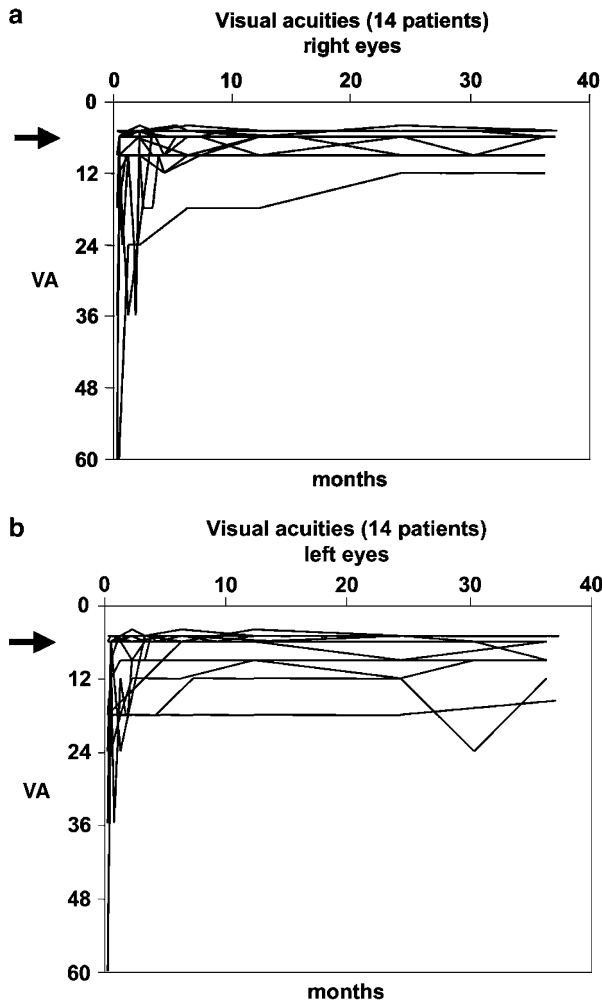 a
Visual acuities (14 patients)
right eyes
0 10 20 30 40
0
12
24
VA
36
48
60
months
b
Visual acuities (14 patients)
left eyes
0 10 20 30 40
0
12
24
VA
36
48
60
months